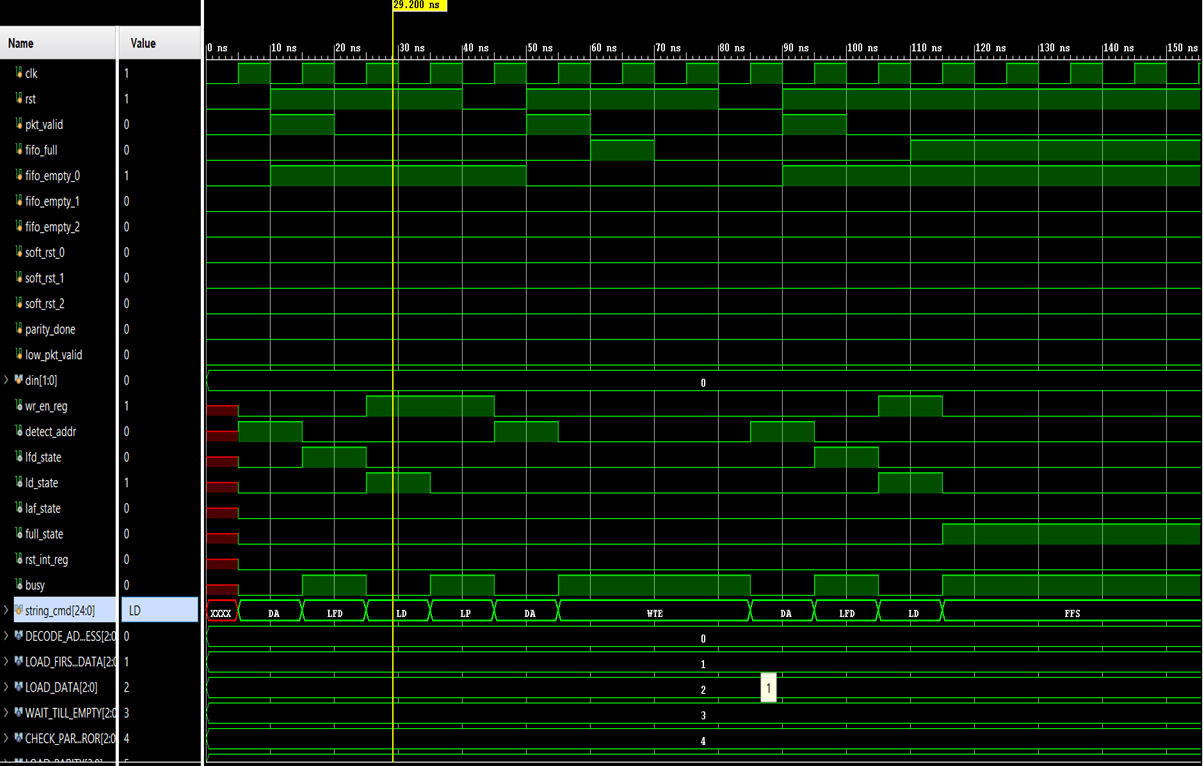 29.200 ns
Name Value
0 ns 10 ns 20 ns 30 ns 40 ns 50 ns 60 ns 70 ns 80 ns 90 ns 100 ns 110 ns 120 ns 130 ns 140 ns 150 ns
clk 1
rst 1
pkt_valid 0
fifo_full 0
fifo_empty_0 1
fifo_empty_1 0
fifo_empty_2 0
soft_rst_0 0
soft_rst_1 0
soft_rst_2 0
parity_done 0
low_pkt_valid 0
din[1:0] 0 0
wr_en_reg 1
detect_addr 0
lfd_state 0
ld_state 1
laf_state 0
full_state 0
rst_int_reg 0
busy 0
string_cmd[24:0] LD XXXX DA LFD LD LP DA WTE DA LFD LD FFS
DECODE_AD...ESS[2:0 0 0
LOAD_FIRS...DATA[2:0 1 1
LOAD_DATA[2:0] 2 2 1
WAIT_TILL_EMPTY[2:0 3 3
CHECK_PAR...ROR[2:0 4 4